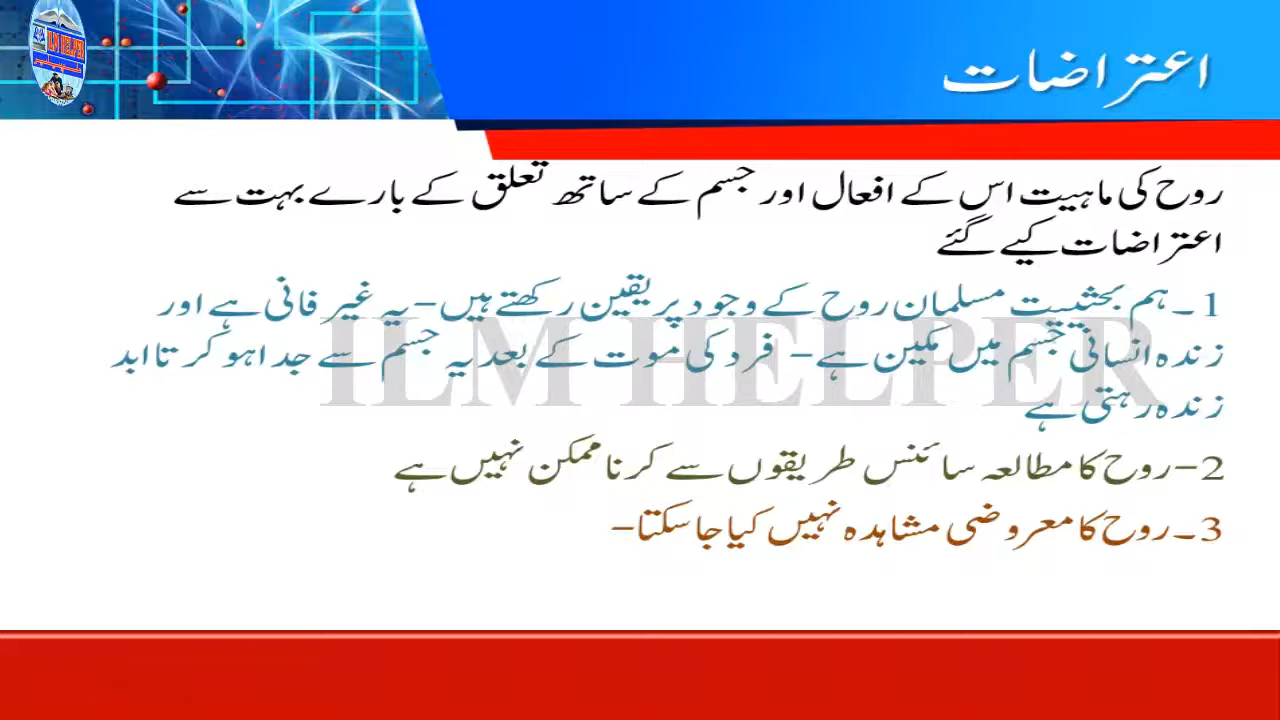 اعتراضات
روح کی ماہیت اس کے افعال اور جسم کے ساتھ تعلق کے بارے بہت سے
اعتراضات کیے گئے
1۔ہم بحثیت مسلمان روح کے وجود پر یقین رکھتے ہیں- یہ غیر فانی ہے اور
زندہ انسانی جسم میں مکین ہے- فرد کی موت کے بعد یہ جسم سے جدا ہو کر تا ابد
زندہ رہتی ہے
2-روح کا مطالعہ سائنس طریقوں سے کرنا ممکن نہیں ہے
3۔روح کا معروضی مشاہدہ نہیں کیا جا سکتا-
ILM HELPER
ILM HELPER